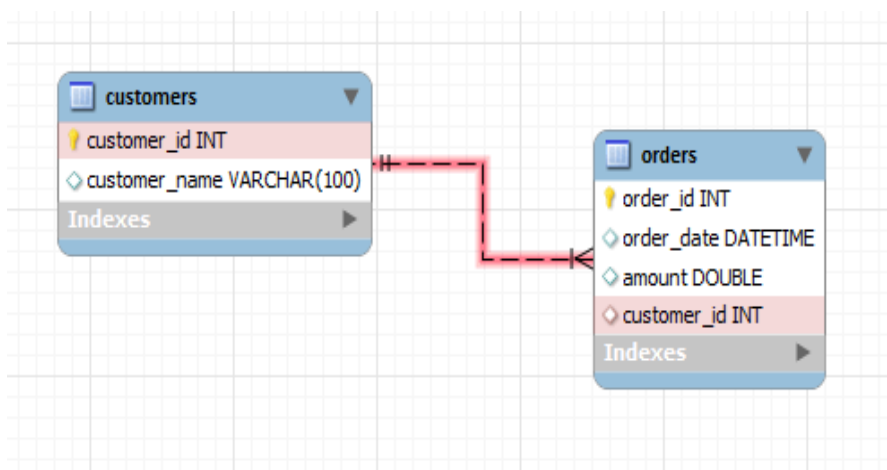 customers
customer_id INT
customer_name VARCHAR(100)
Indexes
orders
order_id INT
order_date DATETIME
amount DOUBLE
customer_id INT
Indexes